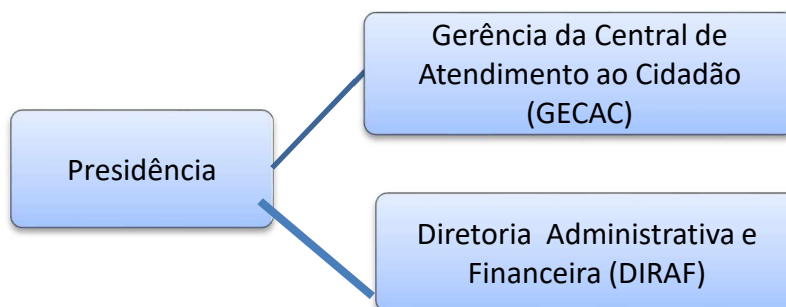 Gerência da Central de
Atendimento ao Cidadão
(GECAC)
Presidência
Diretoria Administrativa e
Financeira (DIRAF)